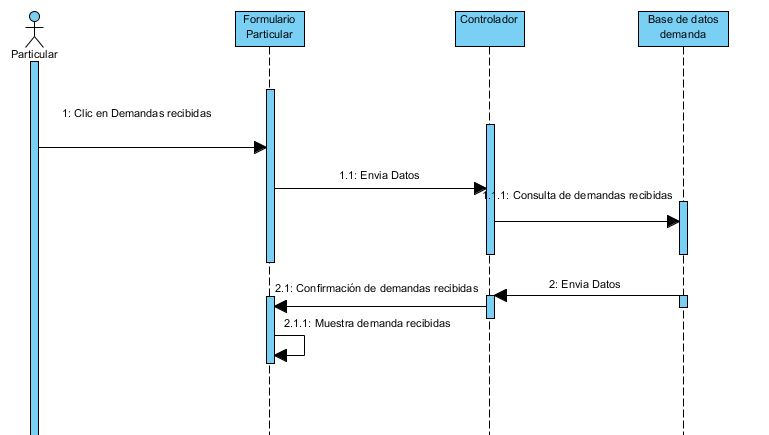 Particular
Formulario
Particular
Controlador
Base de datos
demanda
1: Clic en Demandas recibidas
1.1: Envia Datos
1.1.1: Consulta de demandas recibidas
2: Envia Datos
2.1: Confirmación de demandas recibidas
2.1.1: Muestra demanda recibidas